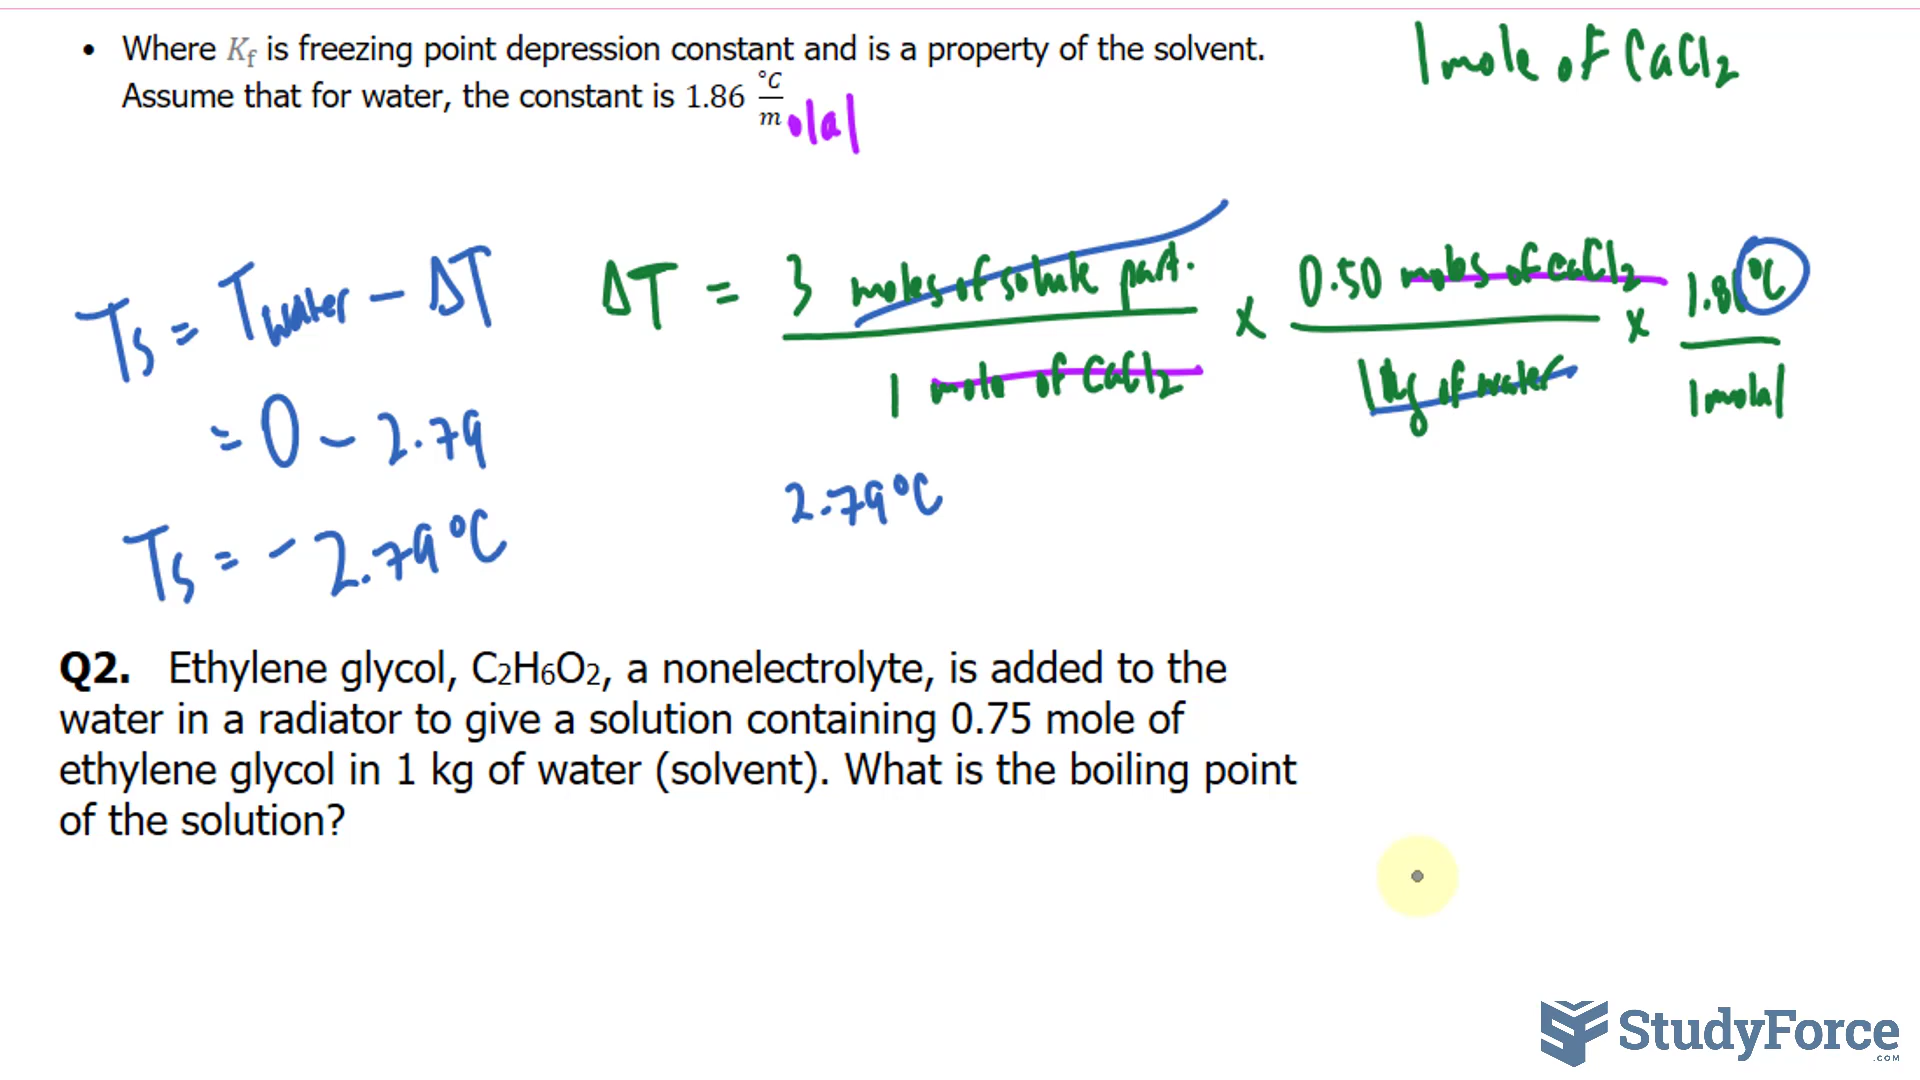 • Where Kf is freezing point depression constant and is a property of the solvent.
Assume that for water, the constant is 1.86 °C/m olal
1 mole of CaCl2
Ts = Twater − ΔT
= 0 − 2.79
Ts = −2.79°C
ΔT = 3 moles of solute part. / 1 mole of CaCl2 × 0.50 moles of CaCl2 / 1 kg of water × 1.86 °C / 1 molal
2.79°C
Q2. Ethylene glycol, C2H6O2, a nonelectrolyte, is added to the
water in a radiator to give a solution containing 0.75 mole of
ethylene glycol in 1 kg of water (solvent). What is the boiling point
of the solution?
StudyForce
.COM